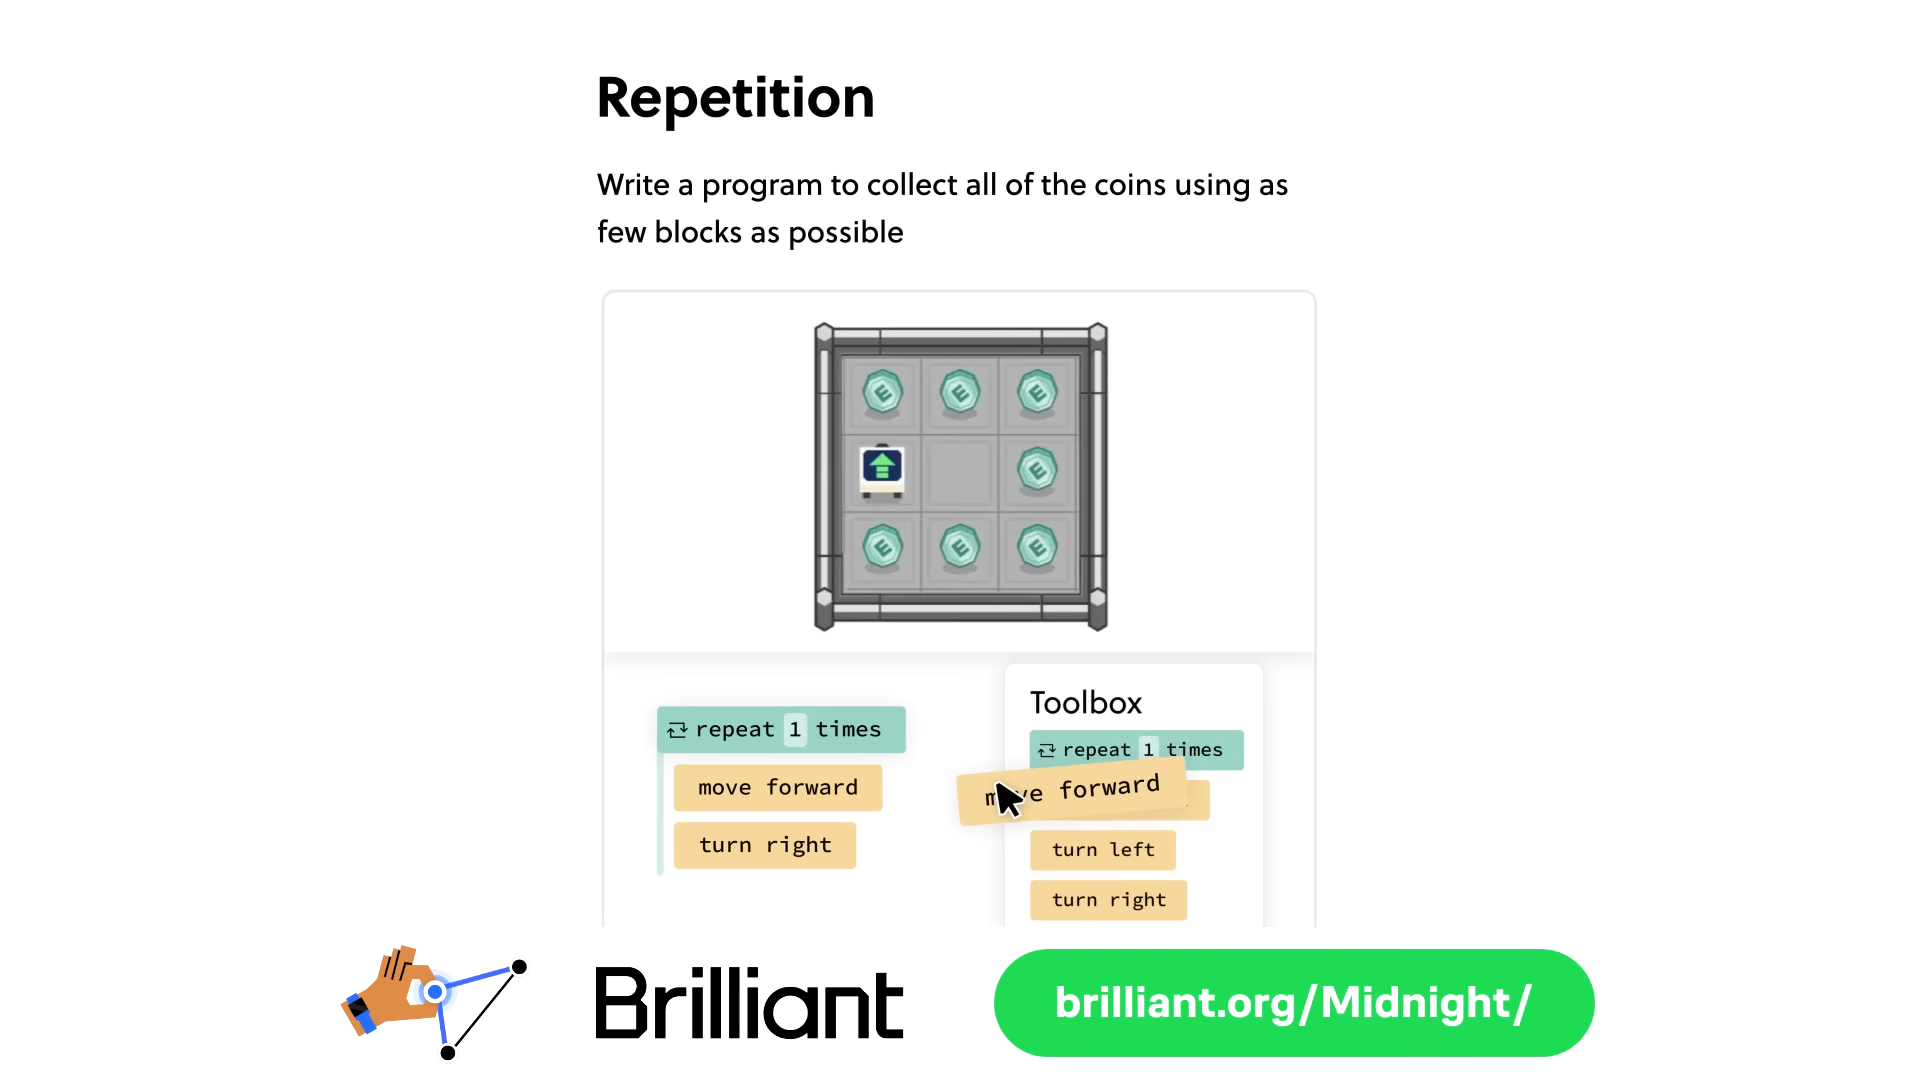 Repetition
Write a program to collect all of the coins using as
few blocks as possible
E E E
E
E E E
repeat 1 times
move forward
turn right
Toolbox
repeat 1 times
move forward
turn left
turn right
Brilliant
brilliant.org/Midnight/